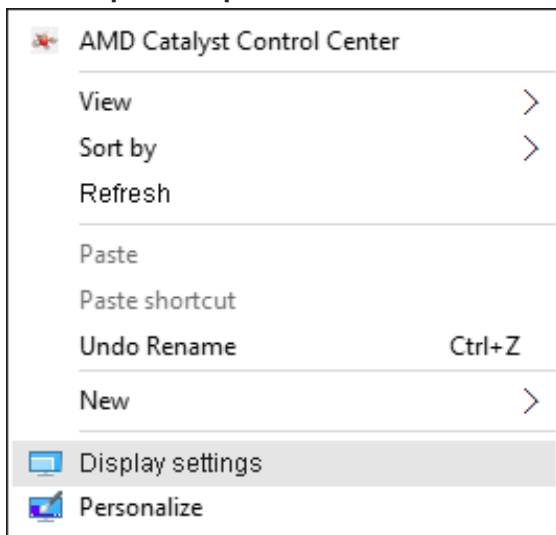 AMD Catalyst Control Center
View
Sort by
Refresh
Paste
Paste shortcut
Undo Rename Ctrl+Z
New
Display settings
Personalize